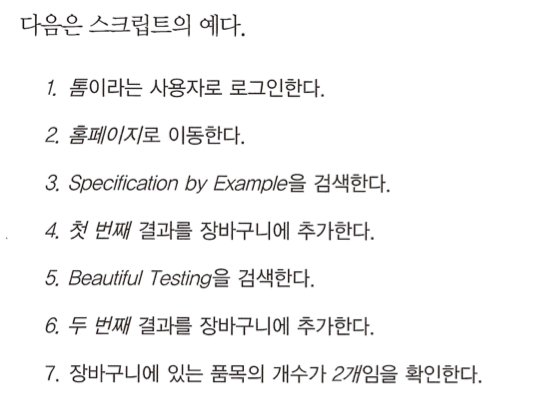 다음은 스크립트의 예다.
1. 톰이라는 사용자로 로그인한다.
2. 홈페이지로 이동한다.
3. Specification by Example을 검색한다.
4. 첫 번째 결과를 장바구니에 추가한다.
5. Beautiful Testing을 검색한다.
6. 두 번째 결과를 장바구니에 추가한다.
7. 장바구니에 있는 품목의 개수가 2개임을 확인한다.